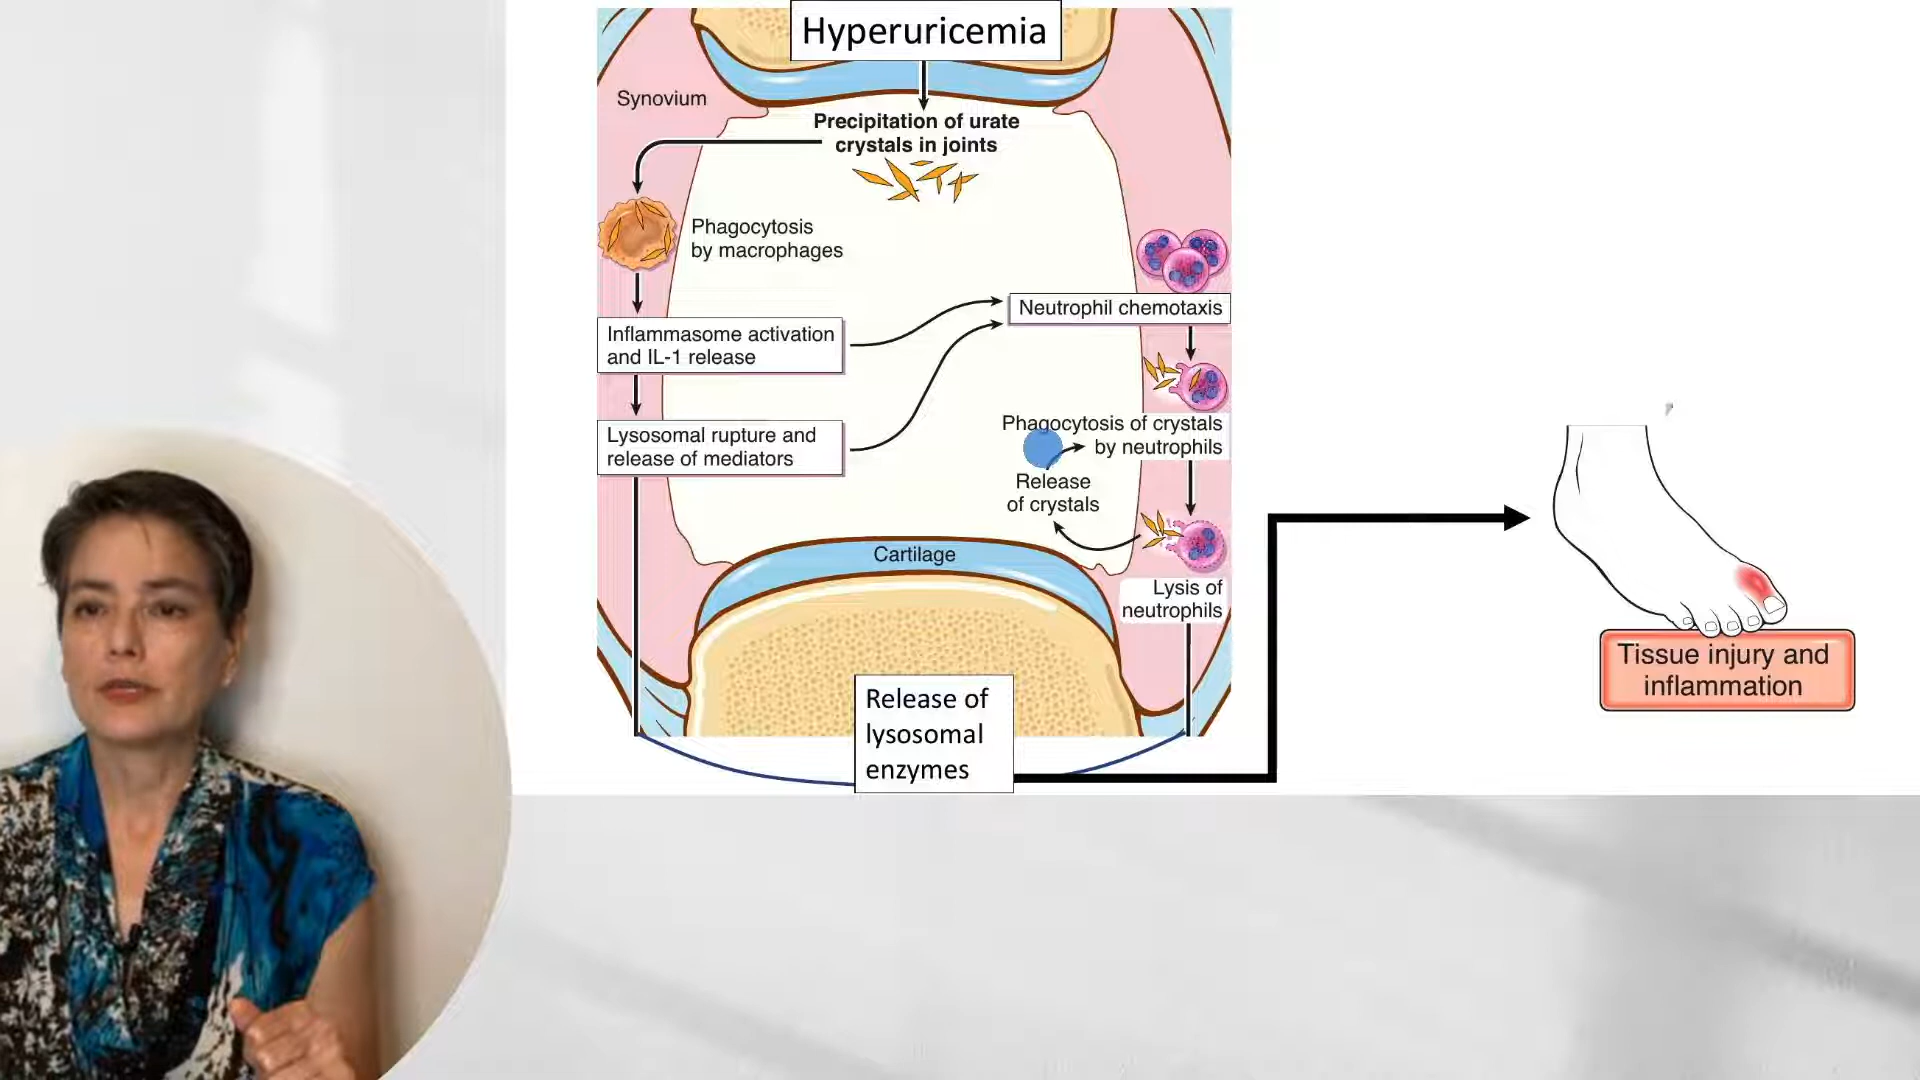 Hyperuricemia
Synovium
Precipitation of urate
crystals in joints
Phagocytosis
by macrophages
Inflammasome activation
and IL-1 release
Neutrophil chemotaxis
Lysosomal rupture and
release of mediators
Phagocytosis of crystals
by neutrophils
Release
of crystals
Cartilage
Lysis of
neutrophils
Release of
lysosomal
enzymes
Tissue injury and
inflammation